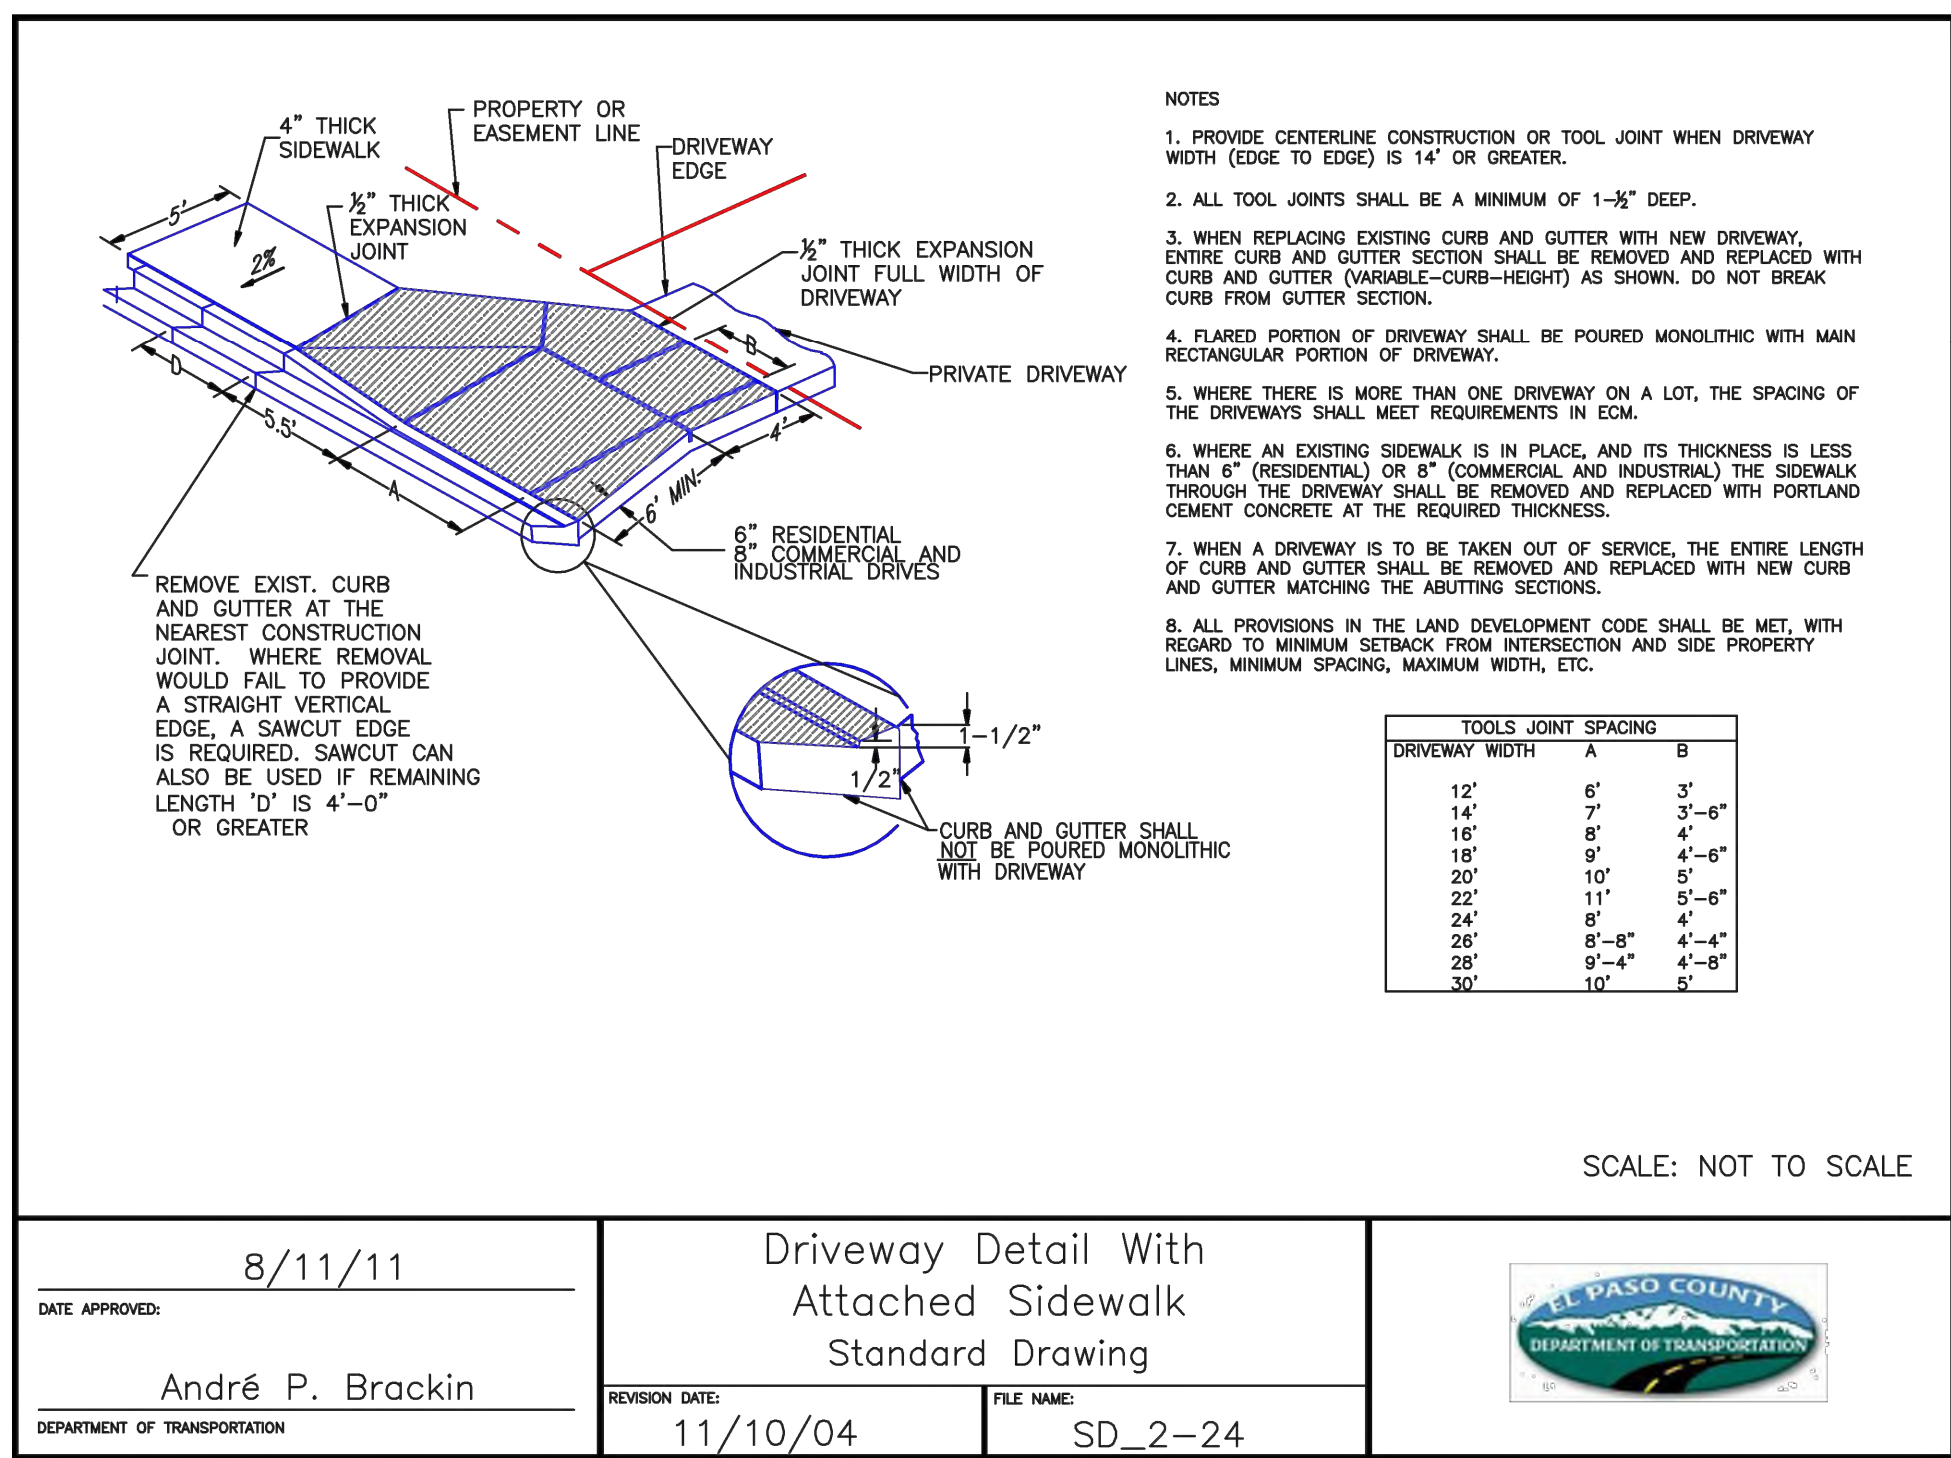 4" THICK
SIDEWALK
PROPERTY OR
EASEMENT LINE
DRIVEWAY
EDGE
½" THICK
EXPANSION
JOINT
½" THICK EXPANSION
JOINT FULL WIDTH OF
DRIVEWAY
5'
2%
B
PRIVATE DRIVEWAY
D
5.5'
A
4'
6' MIN.
6" RESIDENTIAL
8" COMMERCIAL AND
INDUSTRIAL DRIVES
REMOVE EXIST. CURB
AND GUTTER AT THE
NEAREST CONSTRUCTION
JOINT. WHERE REMOVAL
WOULD FAIL TO PROVIDE
A STRAIGHT VERTICAL
EDGE, A SAWCUT EDGE
IS REQUIRED. SAWCUT CAN
ALSO BE USED IF REMAINING
LENGTH 'D' IS 4'-0"
OR GREATER
1-1/2"
1/2"
CURB AND GUTTER SHALL
NOT BE POURED MONOLITHIC
WITH DRIVEWAY
NOTES
1. PROVIDE CENTERLINE CONSTRUCTION OR TOOL JOINT WHEN DRIVEWAY
WIDTH (EDGE TO EDGE) IS 14' OR GREATER.
2. ALL TOOL JOINTS SHALL BE A MINIMUM OF 1-½" DEEP.
3. WHEN REPLACING EXISTING CURB AND GUTTER WITH NEW DRIVEWAY,
ENTIRE CURB AND GUTTER SECTION SHALL BE REMOVED AND REPLACED WITH
CURB AND GUTTER (VARIABLE-CURB-HEIGHT) AS SHOWN. DO NOT BREAK
CURB FROM GUTTER SECTION.
4. FLARED PORTION OF DRIVEWAY SHALL BE POURED MONOLITHIC WITH MAIN
RECTANGULAR PORTION OF DRIVEWAY.
5. WHERE THERE IS MORE THAN ONE DRIVEWAY ON A LOT, THE SPACING OF
THE DRIVEWAYS SHALL MEET REQUIREMENTS IN ECM.
6. WHERE AN EXISTING SIDEWALK IS IN PLACE, AND ITS THICKNESS IS LESS
THAN 6" (RESIDENTIAL) OR 8" (COMMERCIAL AND INDUSTRIAL) THE SIDEWALK
THROUGH THE DRIVEWAY SHALL BE REMOVED AND REPLACED WITH PORTLAND
CEMENT CONCRETE AT THE REQUIRED THICKNESS.
7. WHEN A DRIVEWAY IS TO BE TAKEN OUT OF SERVICE, THE ENTIRE LENGTH
OF CURB AND GUTTER SHALL BE REMOVED AND REPLACED WITH NEW CURB
AND GUTTER MATCHING THE ABUTTING SECTIONS.
8. ALL PROVISIONS IN THE LAND DEVELOPMENT CODE SHALL BE MET, WITH
REGARD TO MINIMUM SETBACK FROM INTERSECTION AND SIDE PROPERTY
LINES, MINIMUM SPACING, MAXIMUM WIDTH, ETC.
TOOLS JOINT SPACING
DRIVEWAY WIDTH A B
12' 6' 3'
14' 7' 3'-6"
16' 8' 4'
18' 9' 4'-6"
20' 10' 5'
22' 11' 5'-6"
24' 8' 4'
26' 8'-8" 4'-4"
28' 9'-4" 4'-8"
30' 10' 5'
SCALE: NOT TO SCALE
8/11/11
DATE APPROVED:
André P. Brackin
DEPARTMENT OF TRANSPORTATION
Driveway Detail With
Attached Sidewalk
Standard Drawing
REVISION DATE:
11/10/04
FILE NAME:
SD_2-24
EL PASO COUNTY
DEPARTMENT OF TRANSPORTATION